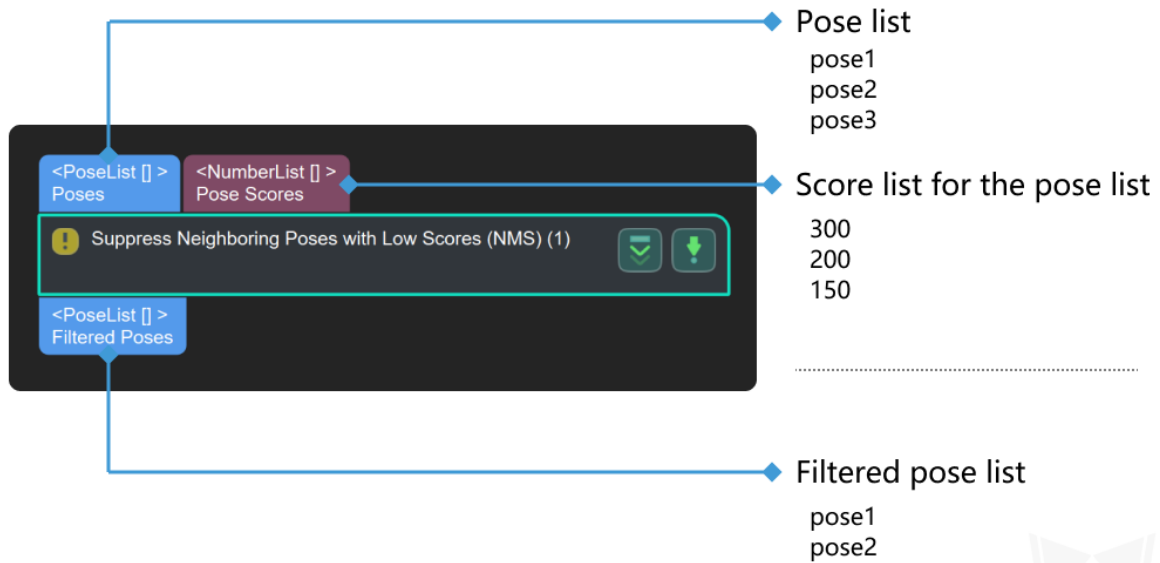 Pose list
pose1
pose2
pose3
<PoseList [] >
Poses
<NumberList [] >
Pose Scores
Score list for the pose list
300
200
150
Suppress Neighboring Poses with Low Scores (NMS) (1)
<PoseList [] >
Filtered Poses
Filtered pose list
pose1
pose2